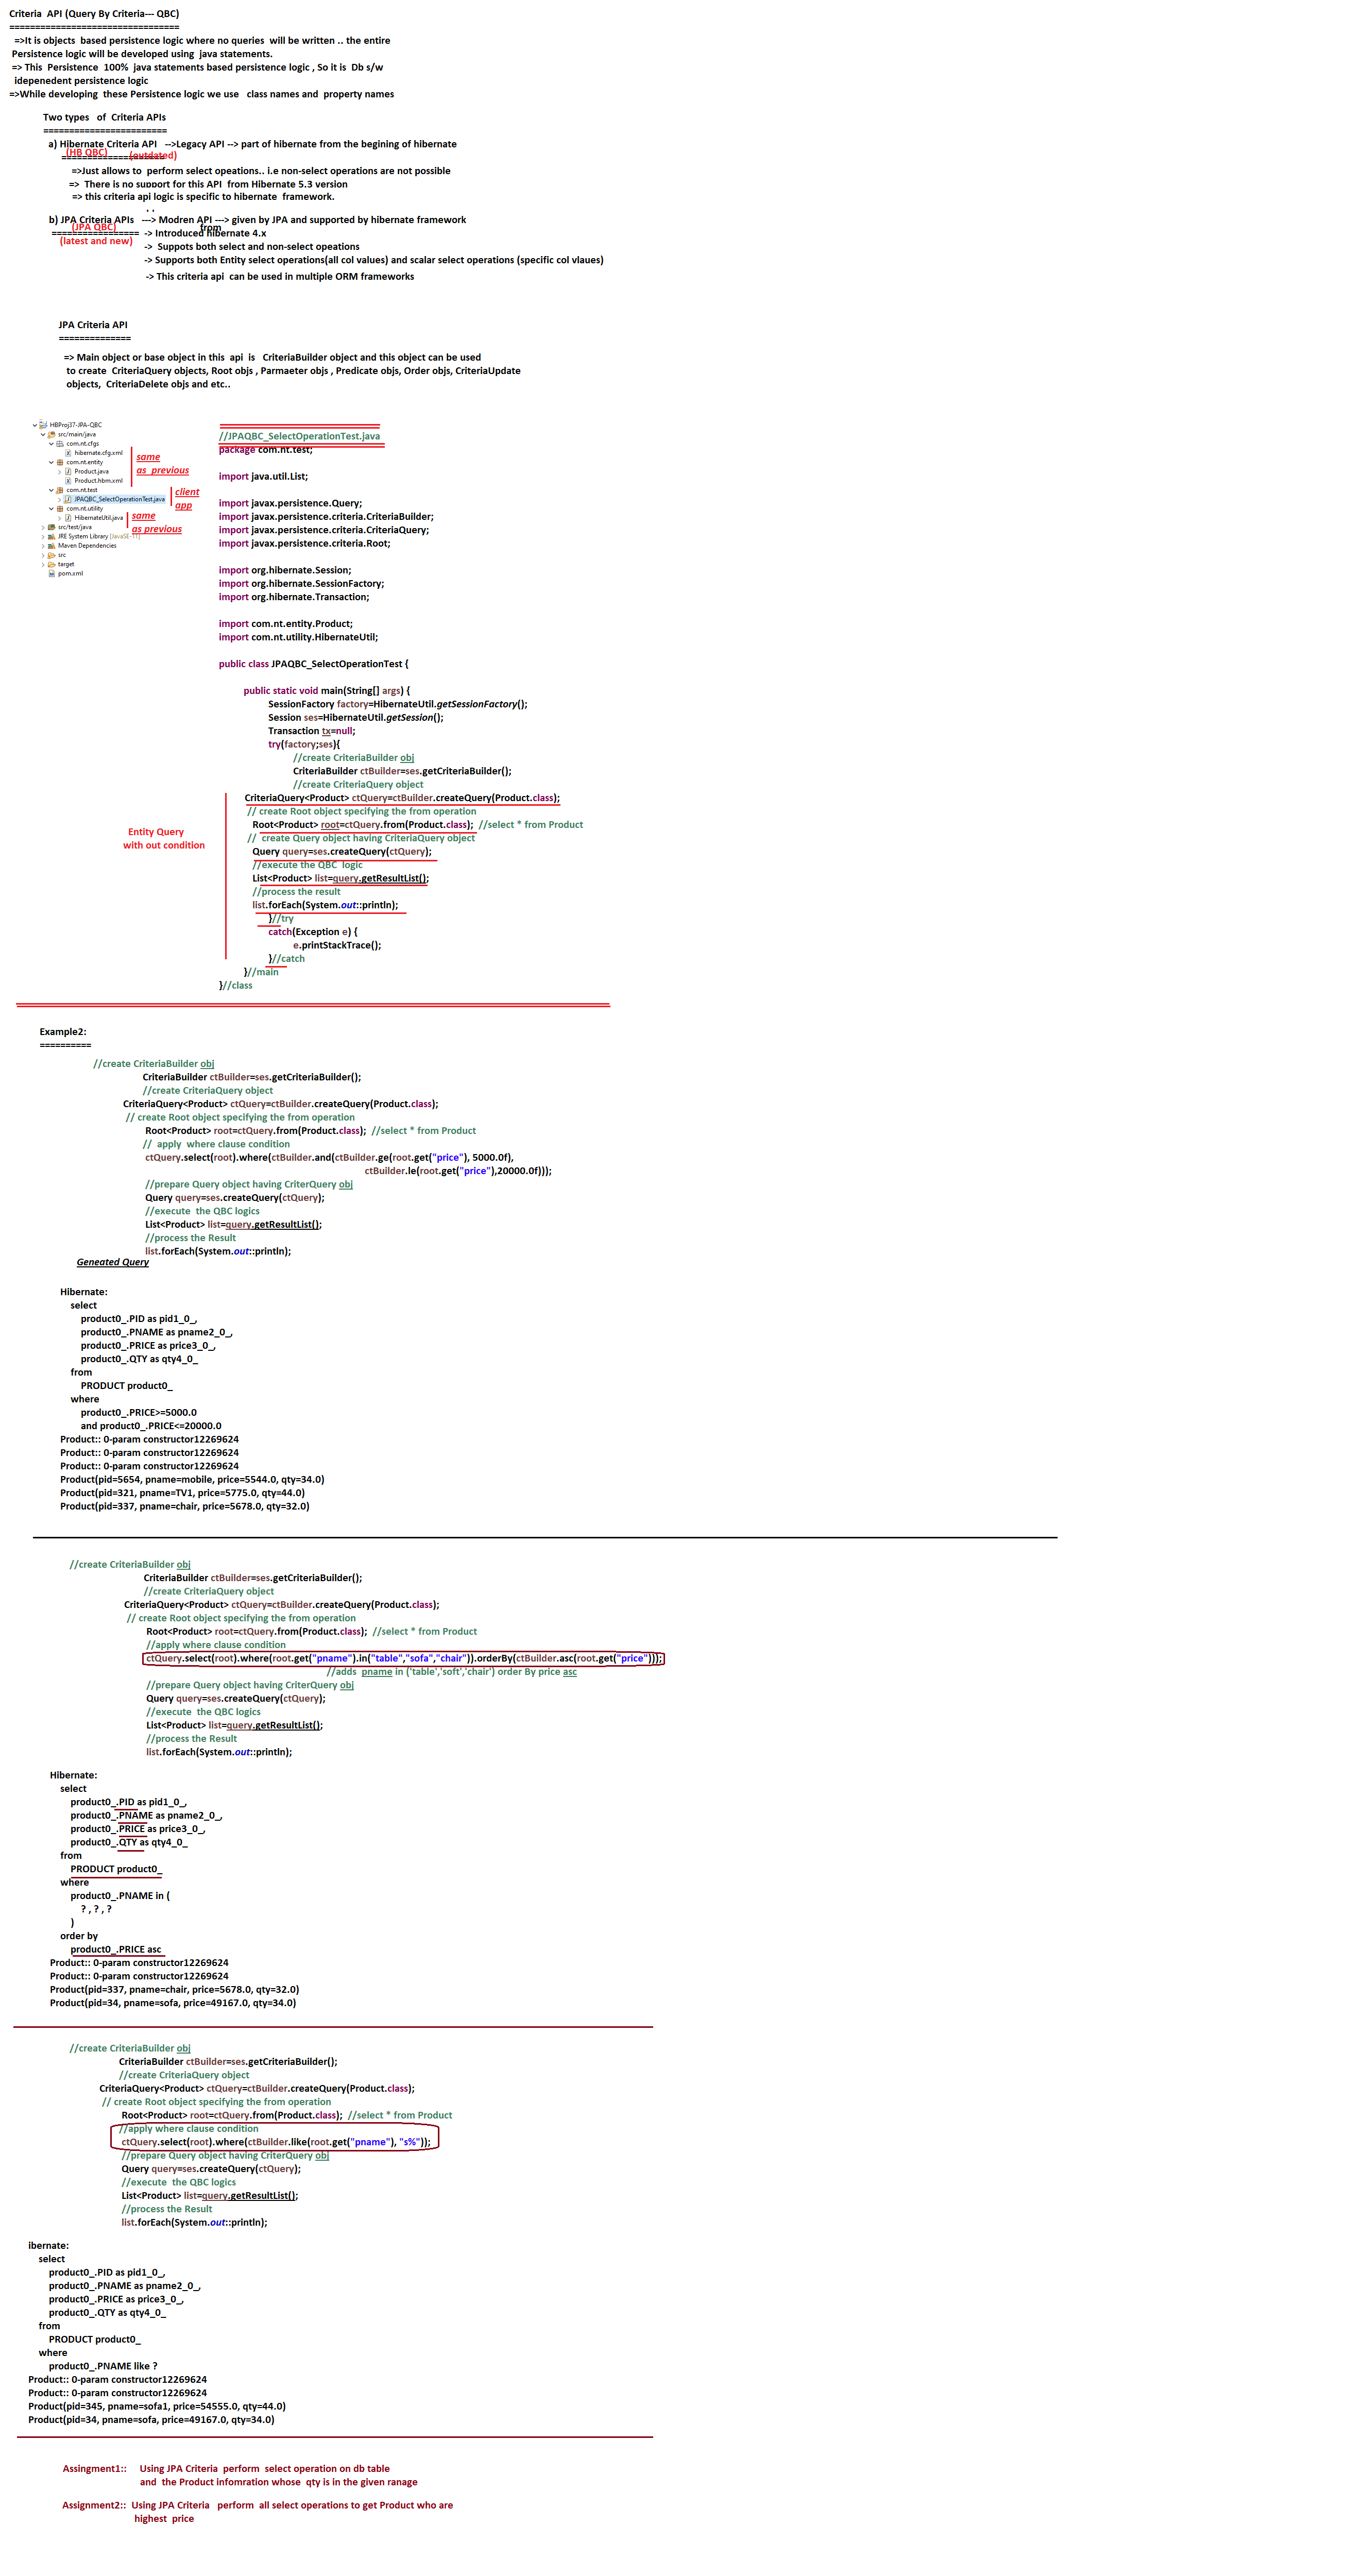 Criteria  API (Query By Criteria--- QBC)
=================================
=>It is objects  based persistence logic where no queries  will be written .. the entire
Persistence logic will be developed using  java statements.
=> This  Persistence  100%  java statements based persistence logic , So it is  Db s/w
idepenedent persistence logic
=>While developing  these Persistence logic we use   class names and  property names
Two types   of  Criteria APIs
========================
a) Hibernate Criteria API   -->Legacy API --> part of hibernate from the begining of hibernate
(HB QBC)        (outdated)
====================
=>Just allows to  perform select opeations.. i.e non-select operations are not possible
=>  There is no support for this API  from Hibernate 5.3 version
=> this criteria api logic is specific to hibernate  framework.
. .
b) JPA Criteria APIs   ---> Modren API ---> given by JPA and supported by hibernate framework
(JPA QBC)
from
=================  -> Introduced hibernate 4.x
(latest and new)
->  Suppots both select and non-select opeations
-> Supports both Entity select operations(all col values) and scalar select operations (specific col vlaues)
-> This criteria api  can be used in multiple ORM frameworks
JPA Criteria API
==============
=> Main object or base object in this  api  is   CriteriaBuilder object and this object can be used
to create  CriteriaQuery objects, Root objs , Parmaeter objs , Predicate objs, Order objs, CriteriaUpdate
objects,  CriteriaDelete objs and etc..
HBProj37-JPA-QBC
src/main/java
com.nt.cfgs
hibernate.cfg.xml
com.nt.entity
Product.java
Product.hbm.xml
com.nt.test
JPAQBC_SelectOperationTest.java
com.nt.utility
HibernateUtil.java
src/test/java
JRE System Library [JavaSE-11]
Maven Dependencies
src
target
pom.xml
same
as  previous
client
app
same
as previous
//JPAQBC_SelectOperationTest.java
package com.nt.test;
import java.util.List;
import javax.persistence.Query;
import javax.persistence.criteria.CriteriaBuilder;
import javax.persistence.criteria.CriteriaQuery;
import javax.persistence.criteria.Root;
import org.hibernate.Session;
import org.hibernate.SessionFactory;
import org.hibernate.Transaction;
import com.nt.entity.Product;
import com.nt.utility.HibernateUtil;
public class JPAQBC_SelectOperationTest {
public static void main(String[] args) {
SessionFactory factory=HibernateUtil.getSessionFactory();
Session ses=HibernateUtil.getSession();
Transaction tx=null;
try(factory;ses){
//create CriteriaBuilder obj
CriteriaBuilder ctBuilder=ses.getCriteriaBuilder();
//create CriteriaQuery object
CriteriaQuery<Product> ctQuery=ctBuilder.createQuery(Product.class);
// create Root object specifying the from operation
Root<Product> root=ctQuery.from(Product.class);  //select * from Product
//  create Query object having CriteriaQuery object
Query query=ses.createQuery(ctQuery);
//execute the QBC  logic
List<Product> list=query.getResultList();
//process the result
list.forEach(System.out::println);
}//try
catch(Exception e) {
e.printStackTrace();
}//catch
}//main
}//class
Entity Query
with out condition
Example2:
==========
//create CriteriaBuilder obj
CriteriaBuilder ctBuilder=ses.getCriteriaBuilder();
//create CriteriaQuery object
CriteriaQuery<Product> ctQuery=ctBuilder.createQuery(Product.class);
// create Root object specifying the from operation
Root<Product> root=ctQuery.from(Product.class);  //select * from Product
//  apply  where clause condition
ctQuery.select(root).where(ctBuilder.and(ctBuilder.ge(root.get("price"), 5000.0f),
ctBuilder.le(root.get("price"),20000.0f)));
//prepare Query object having CriterQuery obj
Query query=ses.createQuery(ctQuery);
//execute  the QBC logics
List<Product> list=query.getResultList();
//process the Result
list.forEach(System.out::println);
Geneated Query
Hibernate:
select
product0_.PID as pid1_0_,
product0_.PNAME as pname2_0_,
product0_.PRICE as price3_0_,
product0_.QTY as qty4_0_
from
PRODUCT product0_
where
product0_.PRICE>=5000.0
and product0_.PRICE<=20000.0
Product:: 0-param constructor12269624
Product:: 0-param constructor12269624
Product:: 0-param constructor12269624
Product(pid=5654, pname=mobile, price=5544.0, qty=34.0)
Product(pid=321, pname=TV1, price=5775.0, qty=44.0)
Product(pid=337, pname=chair, price=5678.0, qty=32.0)
//create CriteriaBuilder obj
CriteriaBuilder ctBuilder=ses.getCriteriaBuilder();
//create CriteriaQuery object
CriteriaQuery<Product> ctQuery=ctBuilder.createQuery(Product.class);
// create Root object specifying the from operation
Root<Product> root=ctQuery.from(Product.class);  //select * from Product
//apply where clause condition
ctQuery.select(root).where(root.get("pname").in("table","sofa","chair")).orderBy(ctBuilder.asc(root.get("price")));
//adds  pname in ('table','soft','chair') order By price asc
//prepare Query object having CriterQuery obj
Query query=ses.createQuery(ctQuery);
//execute  the QBC logics
List<Product> list=query.getResultList();
//process the Result
list.forEach(System.out::println);
Hibernate:
select
product0_.PID as pid1_0_,
product0_.PNAME as pname2_0_,
product0_.PRICE as price3_0_,
product0_.QTY as qty4_0_
from
PRODUCT product0_
where
product0_.PNAME in (
? , ? , ?
)
order by
product0_.PRICE asc
Product:: 0-param constructor12269624
Product:: 0-param constructor12269624
Product(pid=337, pname=chair, price=5678.0, qty=32.0)
Product(pid=34, pname=sofa, price=49167.0, qty=34.0)
//create CriteriaBuilder obj
CriteriaBuilder ctBuilder=ses.getCriteriaBuilder();
//create CriteriaQuery object
CriteriaQuery<Product> ctQuery=ctBuilder.createQuery(Product.class);
// create Root object specifying the from operation
Root<Product> root=ctQuery.from(Product.class);  //select * from Product
//apply where clause condition
ctQuery.select(root).where(ctBuilder.like(root.get("pname"), "s%"));
//prepare Query object having CriterQuery obj
Query query=ses.createQuery(ctQuery);
//execute  the QBC logics
List<Product> list=query.getResultList();
//process the Result
list.forEach(System.out::println);
ibernate:
select
product0_.PID as pid1_0_,
product0_.PNAME as pname2_0_,
product0_.PRICE as price3_0_,
product0_.QTY as qty4_0_
from
PRODUCT product0_
where
product0_.PNAME like ?
Product:: 0-param constructor12269624
Product:: 0-param constructor12269624
Product(pid=345, pname=sofa1, price=54555.0, qty=44.0)
Product(pid=34, pname=sofa, price=49167.0, qty=34.0)
Assingment1::     Using JPA Criteria  perform  select operation on db table
and  the Product infomration whose  qty is in the given ranage
Assignment2::  Using JPA Criteria   perform  all select operations to get Product who are
highest  price